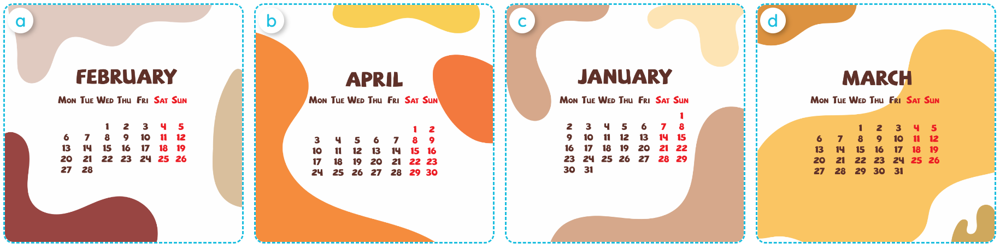 a
FEBRUARY
MON TUE WED THU FRI SAT SUN
1 2 3 4 5
6 7 8 9 10 11 12
13 14 15 16 17 18 19
20 21 22 23 24 25 26
27 28
b
APRIL
MON TUE WED THU FRI SAT SUN
1 2
3 4 5 6 7 8 9
10 11 12 13 14 15 16
17 18 19 20 21 22 23
24 25 26 27 28 29 30
c
JANUARY
MON TUE WED THU FRI SAT SUN
1
2 3 4 5 6 7 8
9 10 11 12 13 14 15
16 17 18 19 20 21 22
23 24 25 26 27 28 29
30 31
d
MARCH
MON TUE WED THU FRI SAT SUN
1 2 3 4 5
6 7 8 9 10 11 12
13 14 15 16 17 18 19
20 21 22 23 24 25 26
27 28 29 30 31